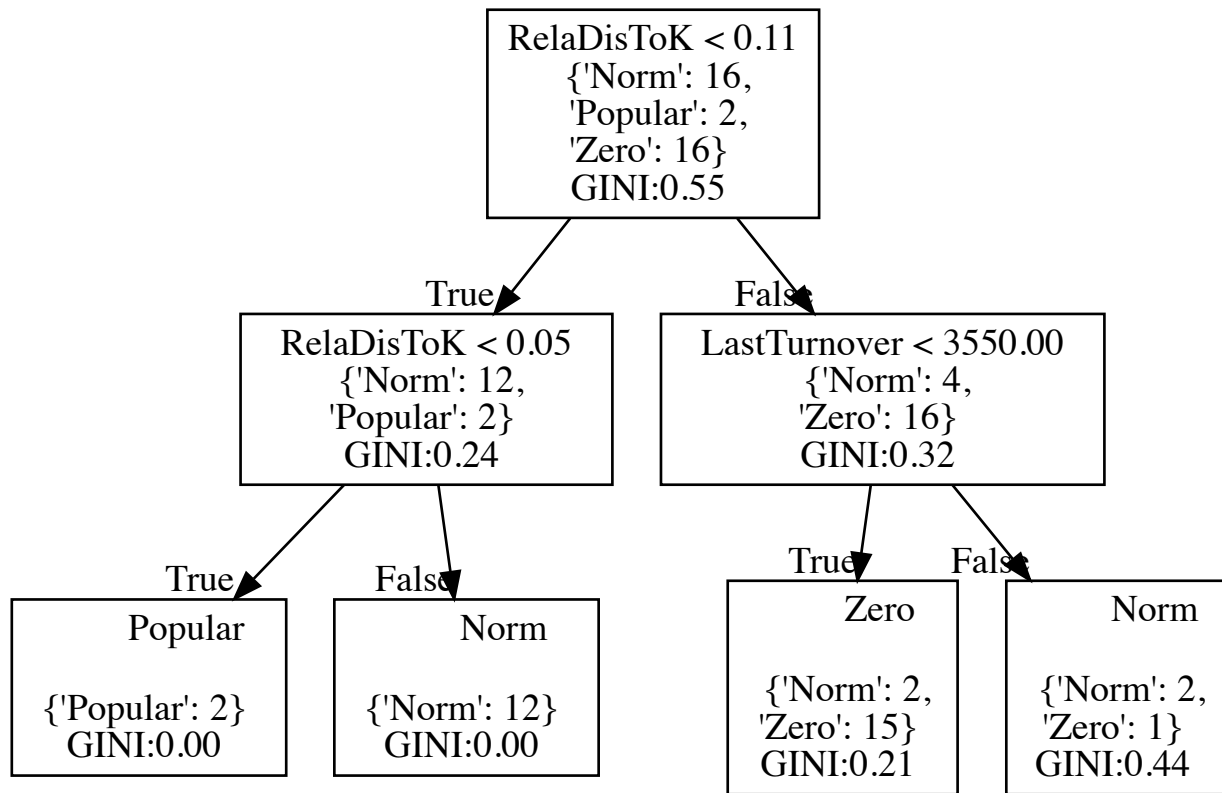 RelaDisToK < 0.11
{'Norm': 16,
'Popular': 2,
'Zero': 16}
GINI:0.55
True
False
RelaDisToK < 0.05
{'Norm': 12,
'Popular': 2}
GINI:0.24
LastTurnover < 3550.00
{'Norm': 4,
'Zero': 16}
GINI:0.32
True
False
True
False
Popular
{'Popular': 2}
GINI:0.00
Norm
{'Norm': 12}
GINI:0.00
Zero
{'Norm': 2,
'Zero': 15}
GINI:0.21
Norm
{'Norm': 2,
'Zero': 1}
GINI:0.44